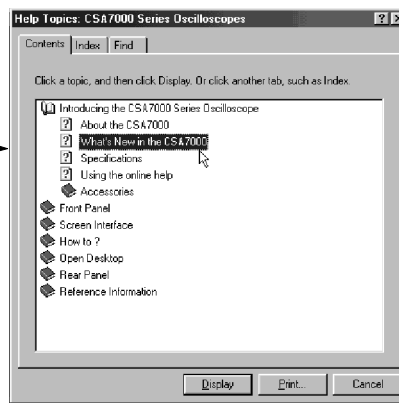 Help Topics: CSA7000 Series Oscilloscopes
Contents Index Find
Click a topic, and then click Display. Or click another tab, such as Index.
Introducing the CSA7000 Series Oscilloscope
About the CSA7000
What's New in the CSA7000
Specifications
Using the online help
Accessories
Front Panel
Screen Interface
How to ?
Open Desktop
Rear Panel
Reference Information
Display Print... Cancel